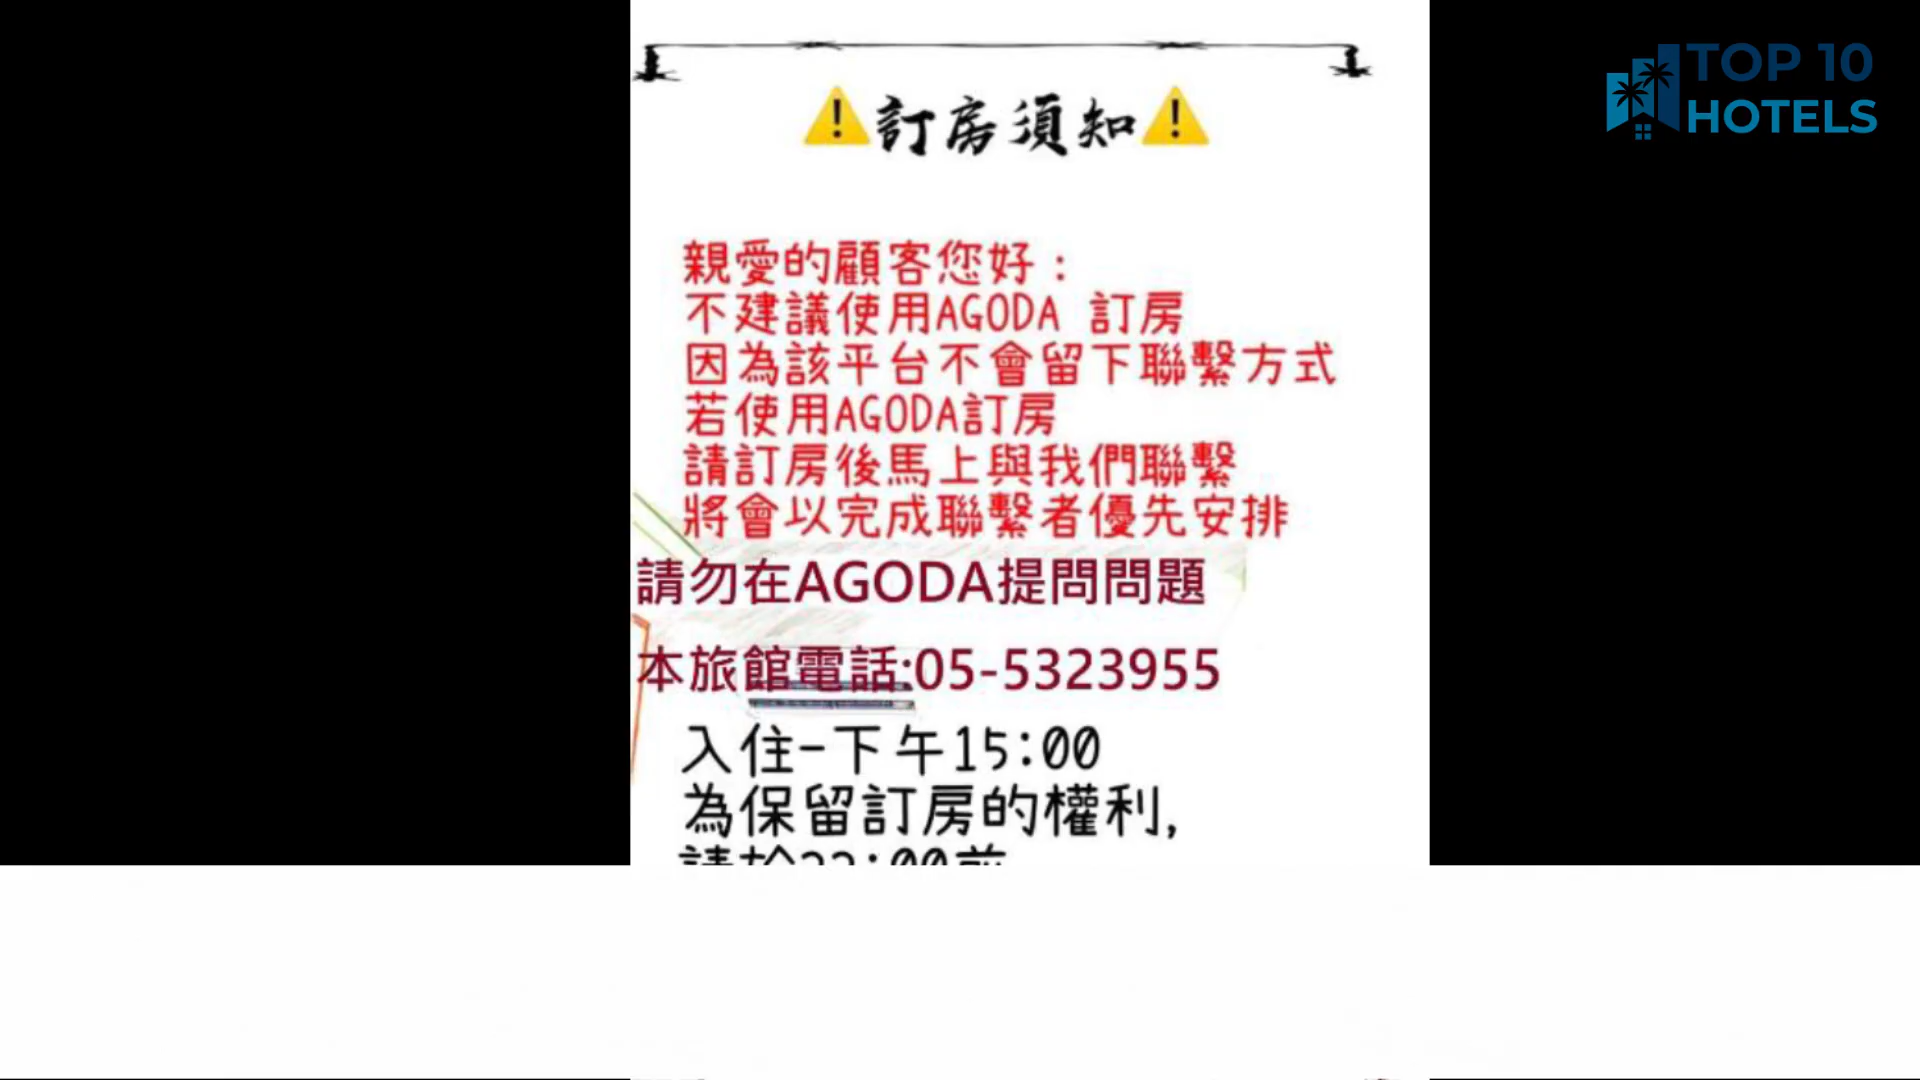 TOP 10
HOTELS
⚠訂房須知⚠
親愛的顧客您好：
不建議使用AGODA 訂房
因為該平台不會留下聯繫方式
若使用AGODA訂房
請訂房後馬上與我們聯繫
將會以完成聯繫者優先安排
請勿在AGODA提問問題
本旅館電話:05-5323955
入住-下午15:00
為保留訂房的權利,